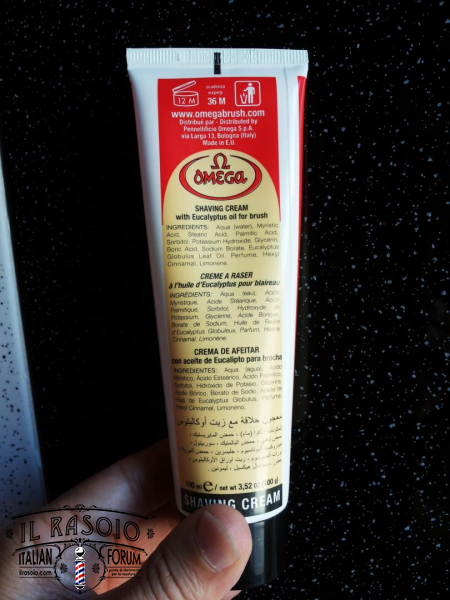 scadenza
expiry
12 M
36 M
www.omegabrush.com
Distribué par - Distributed by
Pennellificio Omega S.p.A.
via Larga 13, Bologna (Italy)
Made in E.U.
OMEGA
SHAVING CREAM
with Eucalyptus oil for brush
INGREDIENTS: Aqua (water), Myristic
Acid, Stearic Acid, Palmitic Acid,
Sorbitol, Potassium Hydroxide, Glycerin,
Boric Acid, Sodium Borate, Eucalyptus
Globulus Leaf Oil, Perfume, Hexyl
Cinnamal, Limonene.
CREME A RASER
à l'huile d'Eucalyptus pour blaireau
INGRÉDIENTS: Aqua (eau), Acide
Myristique, Acide Stéarique, Acide
Palmitique, Sorbitol, Hydroxyde de
Potassium, Glycérine, Acide Borique,
Borate de Sodium, Huile de Feuille
d'Eucalyptus Globuleux, Parfum, Hexyl
Cinnamal, Limonène.
CREMA DE AFEITAR
con aceite de Eucalipto para brocha
INGREDIENTES: Aqua (agua), Ácido
Mirístico, Ácido Esteárico, Ácido Palmítico,
Sorbitol, Hidróxido de Potasio, Glicerina,
Ácido Bórico, Borato de Sodio, Aceite de
Hoja de Eucalyptus Globulus, Perfume,
Hexyl Cinnamal, Limoneno.
معجون حلاقة مع زيت أوكالبتوس
100 ml e / net wt 3,52 oz (100 g)
SHAVING CREAM
IL RASOIO
ITALIAN FORUM
ilrasoio.com